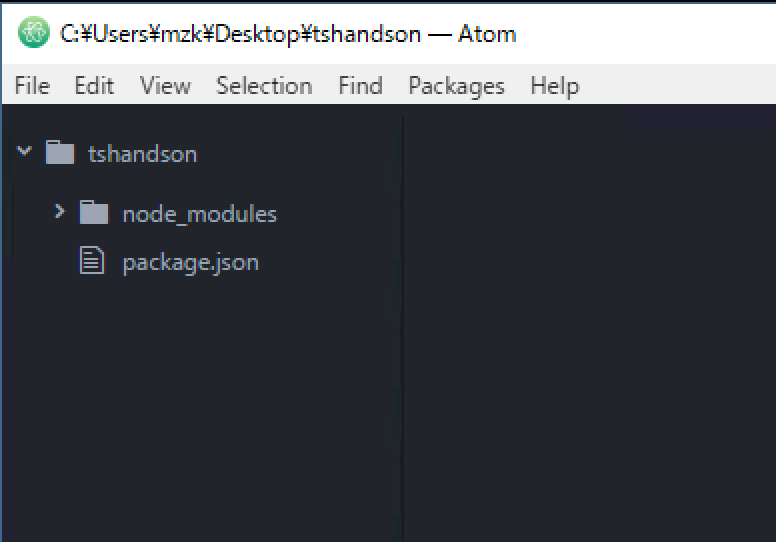 C:¥Users¥mzk¥Desktop¥tshandson — Atom
File Edit View Selection Find Packages Help
tshandson
node_modules
package.json